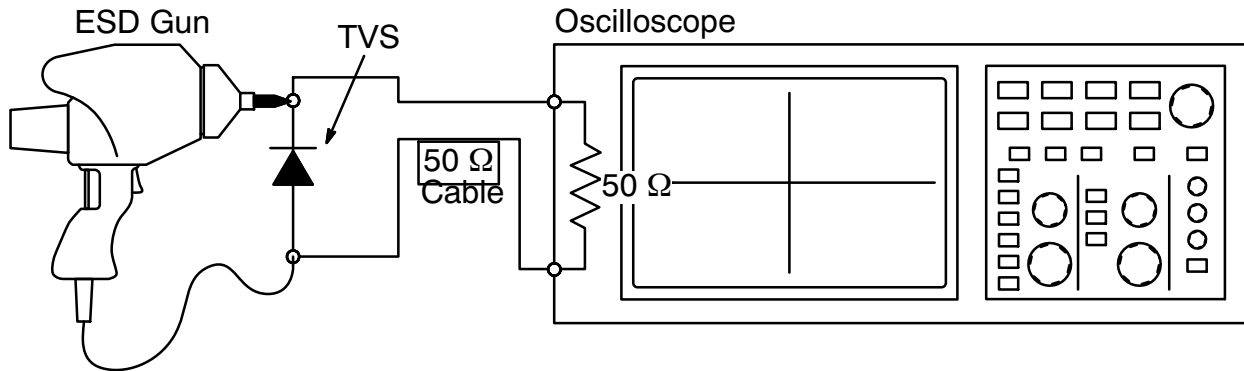 ESD Gun
TVS
Oscilloscope
50 Ω
Cable
50 Ω